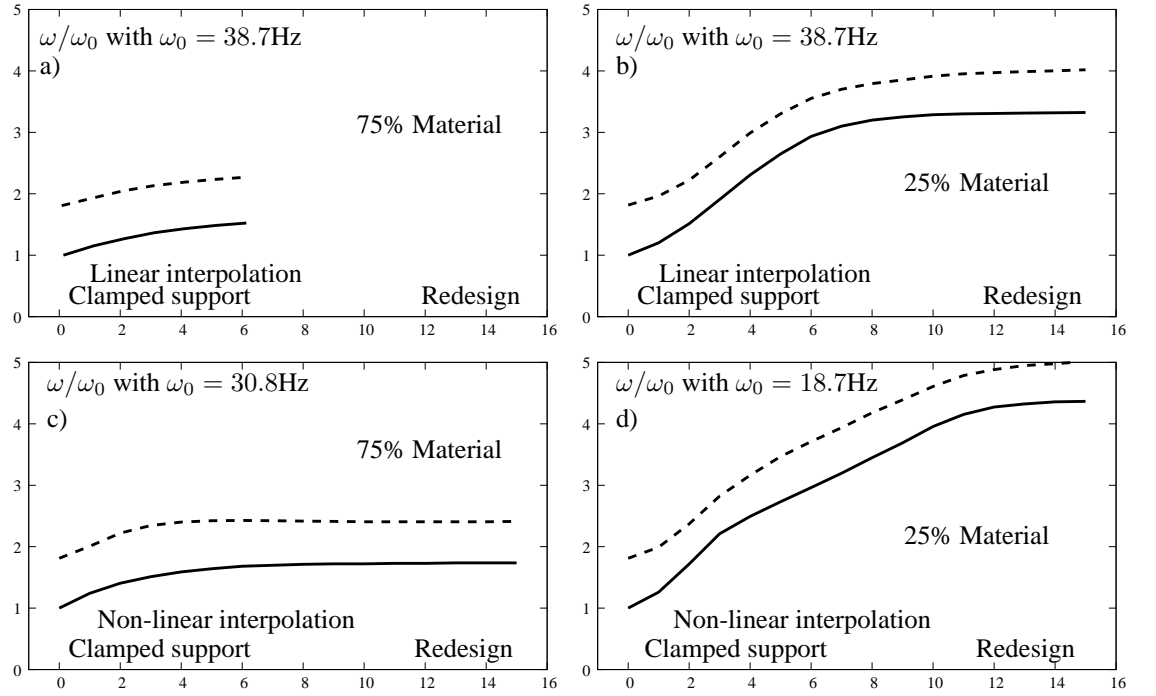 5
4
3
2
1
0
ω/ω0 with ω0 = 38.7Hz
a)
75% Material
Linear interpolation
Clamped support
Redesign
0 2 4 6 8 10 12 14 16
5
4
3
2
1
0
ω/ω0 with ω0 = 38.7Hz
b)
25% Material
Linear interpolation
Clamped support
Redesign
0 2 4 6 8 10 12 14 16
5
4
3
2
1
0
ω/ω0 with ω0 = 30.8Hz
c)
75% Material
Non-linear interpolation
Clamped support
Redesign
0 2 4 6 8 10 12 14 16
5
4
3
2
1
0
ω/ω0 with ω0 = 18.7Hz
d)
25% Material
Non-linear interpolation
Clamped support
Redesign
0 2 4 6 8 10 12 14 16